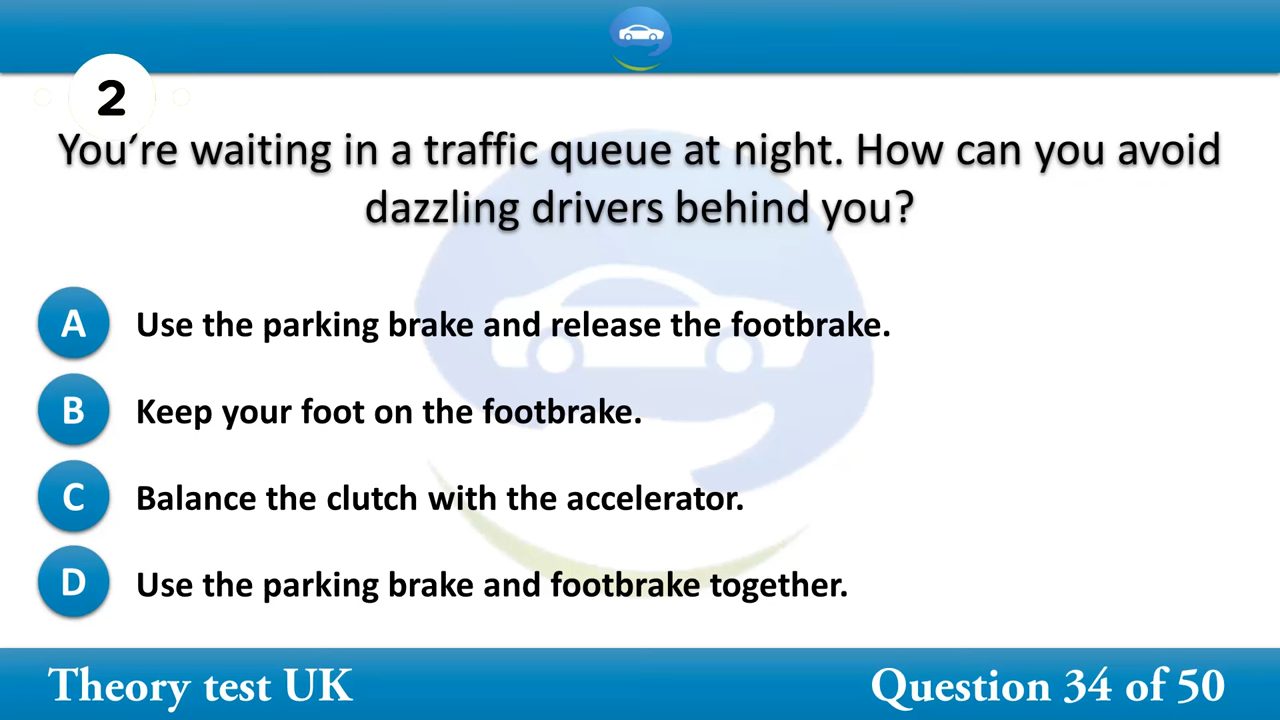 2
You‘re waiting in a traffic queue at night. How can you avoid
dazzling drivers behind you?
A Use the parking brake and release the footbrake.
B Keep your foot on the footbrake.
C Balance the clutch with the accelerator.
D Use the parking brake and footbrake together.
Theory test UK Question 34 of 50